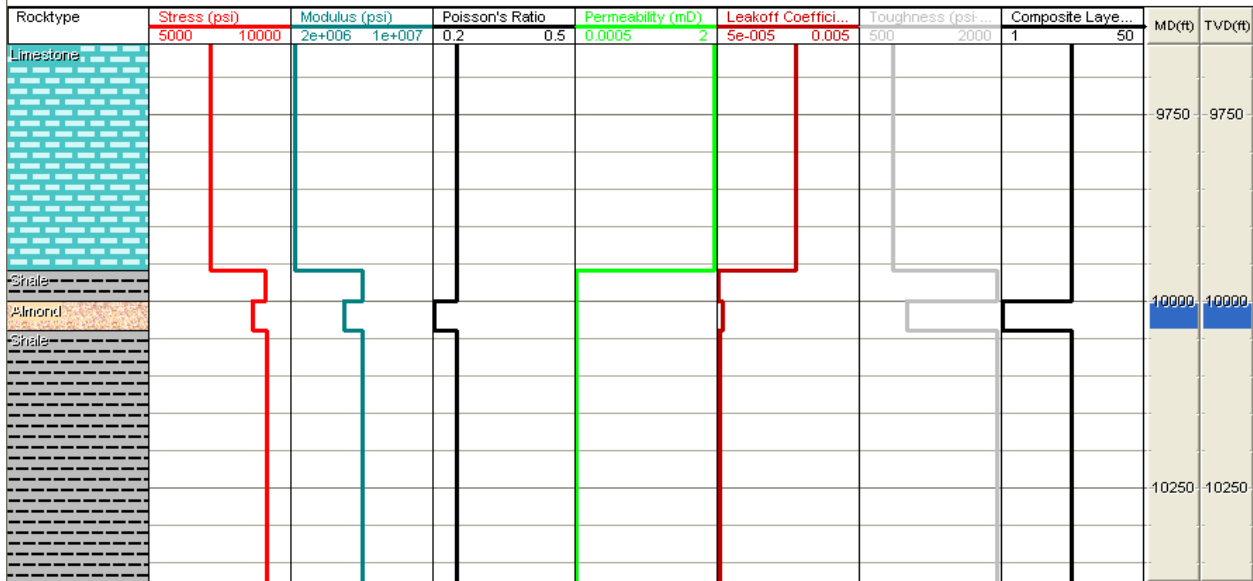 Rocktype Stress (psi) Modulus (psi) Poisson's Ratio Permeability (mD) Leakoff Coeffici... Toughness (psi·... Composite Laye... MD(ft) TVD(ft)
5000 10000 2e+006 1e+007 0.2 0.5 0.0005 2 5e-005 0.005 500 2000 1 50
Limestone
9750 9750
Shale
Almond 10000 10000
Shale
10250 10250